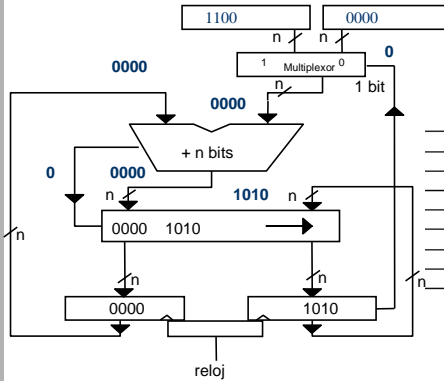 1100 0000
n n 0
1 Multiplexor 0
0000 n 1 bit
0000
+ n bits
0 0000
n 1010 n
0000 1010
n n n n
0000 1010
reloj